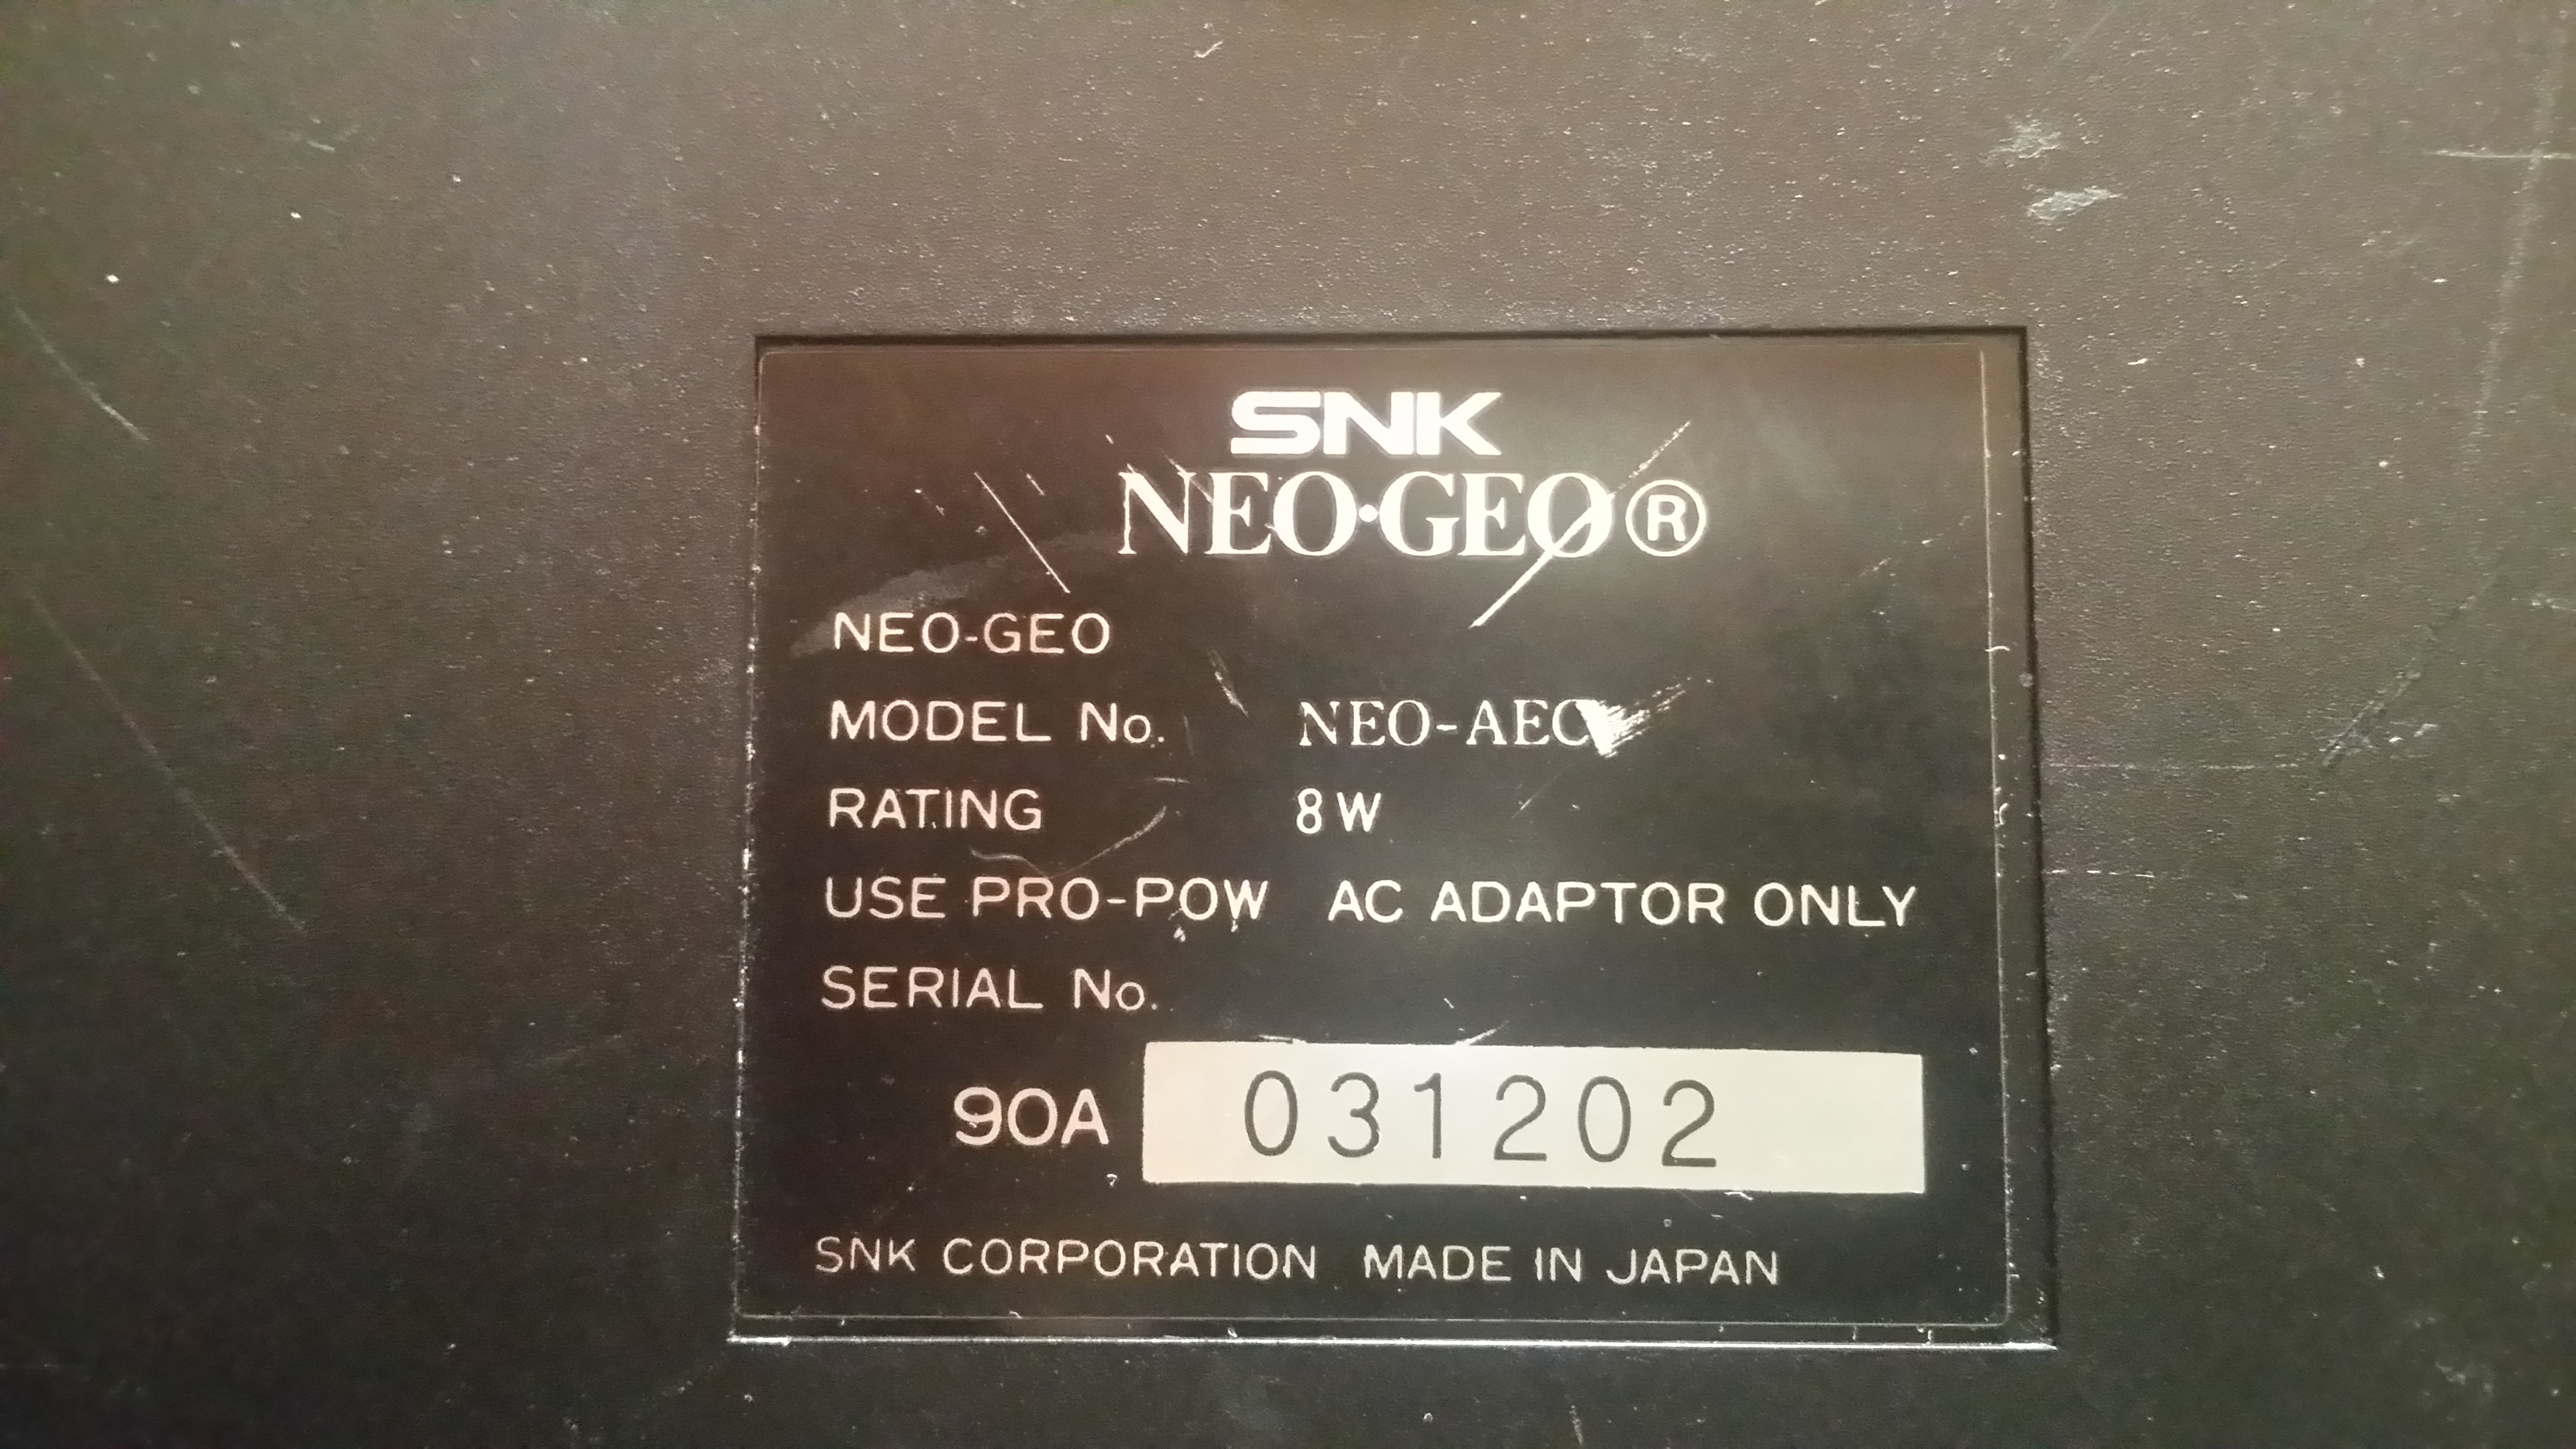 SNK
NEO•GEO®
NEO-GEO
MODEL No. NEO-AEC
RATING 8W
USE PRO-POW AC ADAPTOR ONLY
SERIAL No.
90A 031202
SNK CORPORATION MADE IN JAPAN